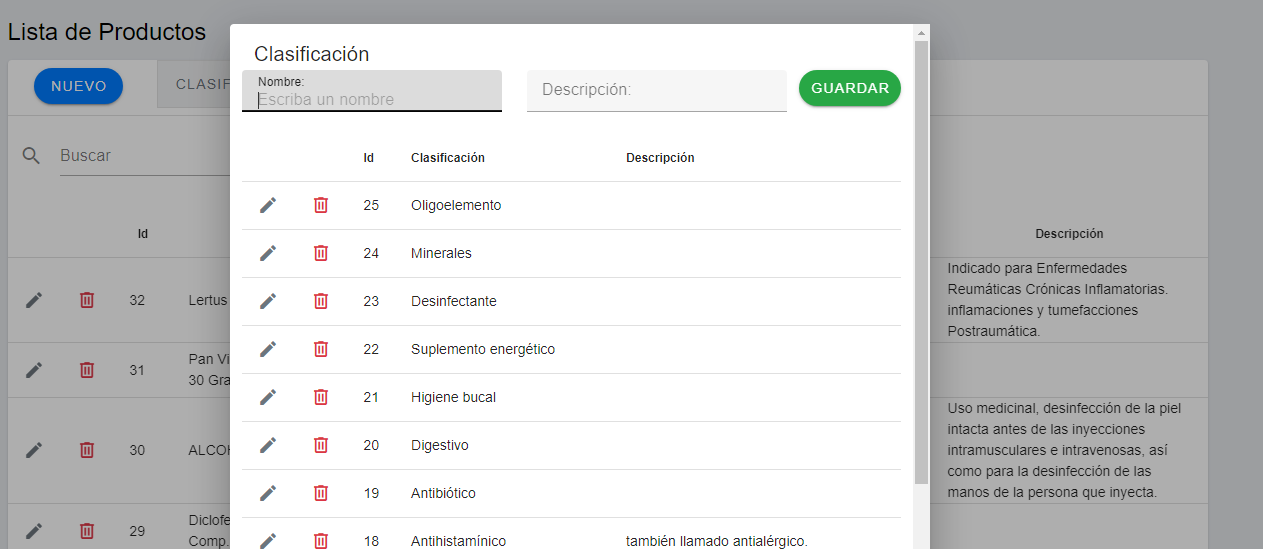 Lista de Productos
NUEVO
CLASIF
Buscar
Id
Descripción
32
Lertus
Indicado para Enfermedades
Reumáticas Crónicas Inflamatorias.
inflamaciones y tumefacciones
Postraumática.
31
Pan Vi
30 Gra
30
ALCOH
Uso medicinal, desinfección de la piel
intacta antes de las inyecciones
intramusculares e intravenosas, así
como para la desinfección de las
manos de la persona que inyecta.
29
Diclofe
Comp.
Clasificación
Nombre:
Escriba un nombre
Descripción:
GUARDAR
Id Clasificación Descripción
25 Oligoelemento
24 Minerales
23 Desinfectante
22 Suplemento energético
21 Higiene bucal
20 Digestivo
19 Antibiótico
18 Antihistamínico también llamado antialérgico.